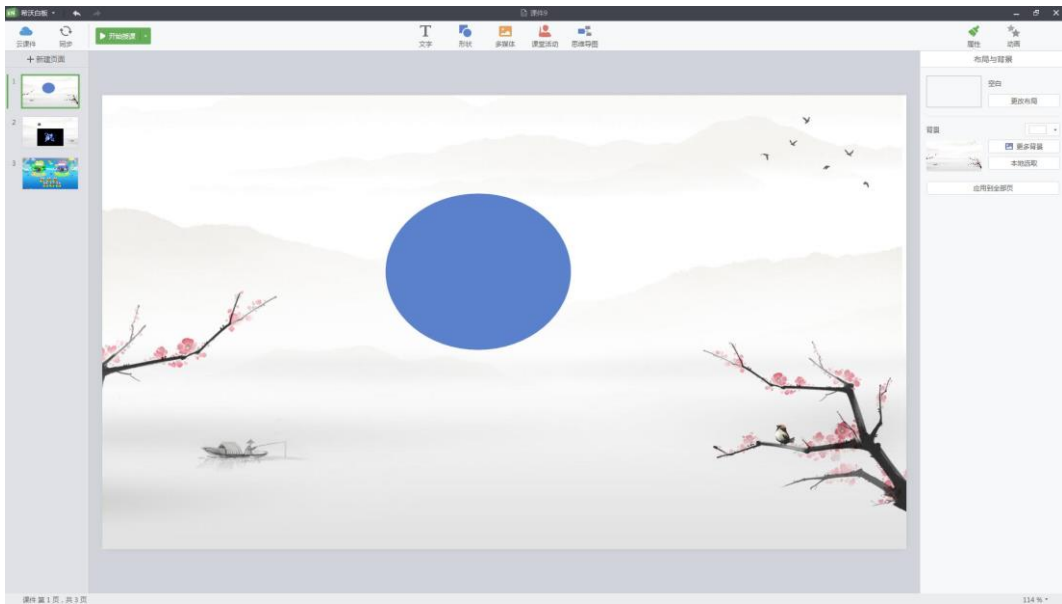 希沃白板
课件9
云课件
同步
开始授课
文字
形状
多媒体
课堂活动
思维导图
属性
动画
+ 新建页面
布局与背景
1
2
3
空白
更改布局
背景
更多背景
本地选取
应用到全部页
课件 第 1 页 , 共 3 页
114 %